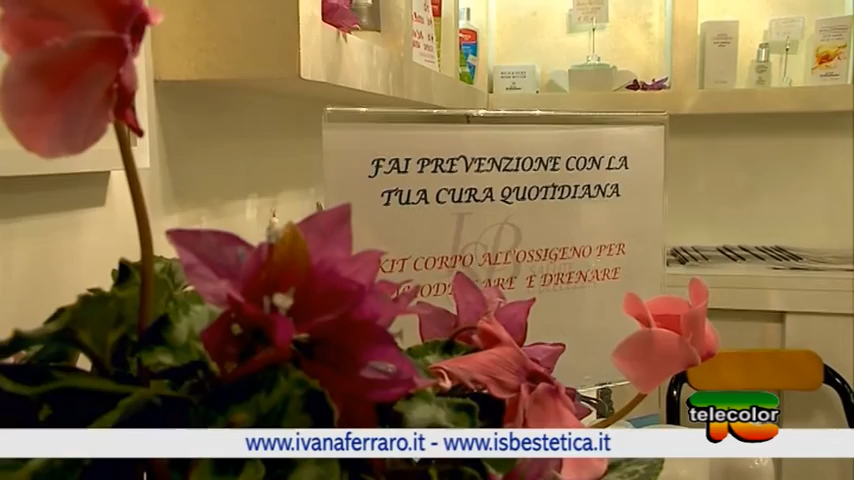 FAI PREVENZIONE CON LA
TUA CURA QUOTIDIANA
KIT CORPO ALL'OSSIGENO PER
E DRENARE
telecolor
www.ivanaferraro.it - www.isbestetica.it